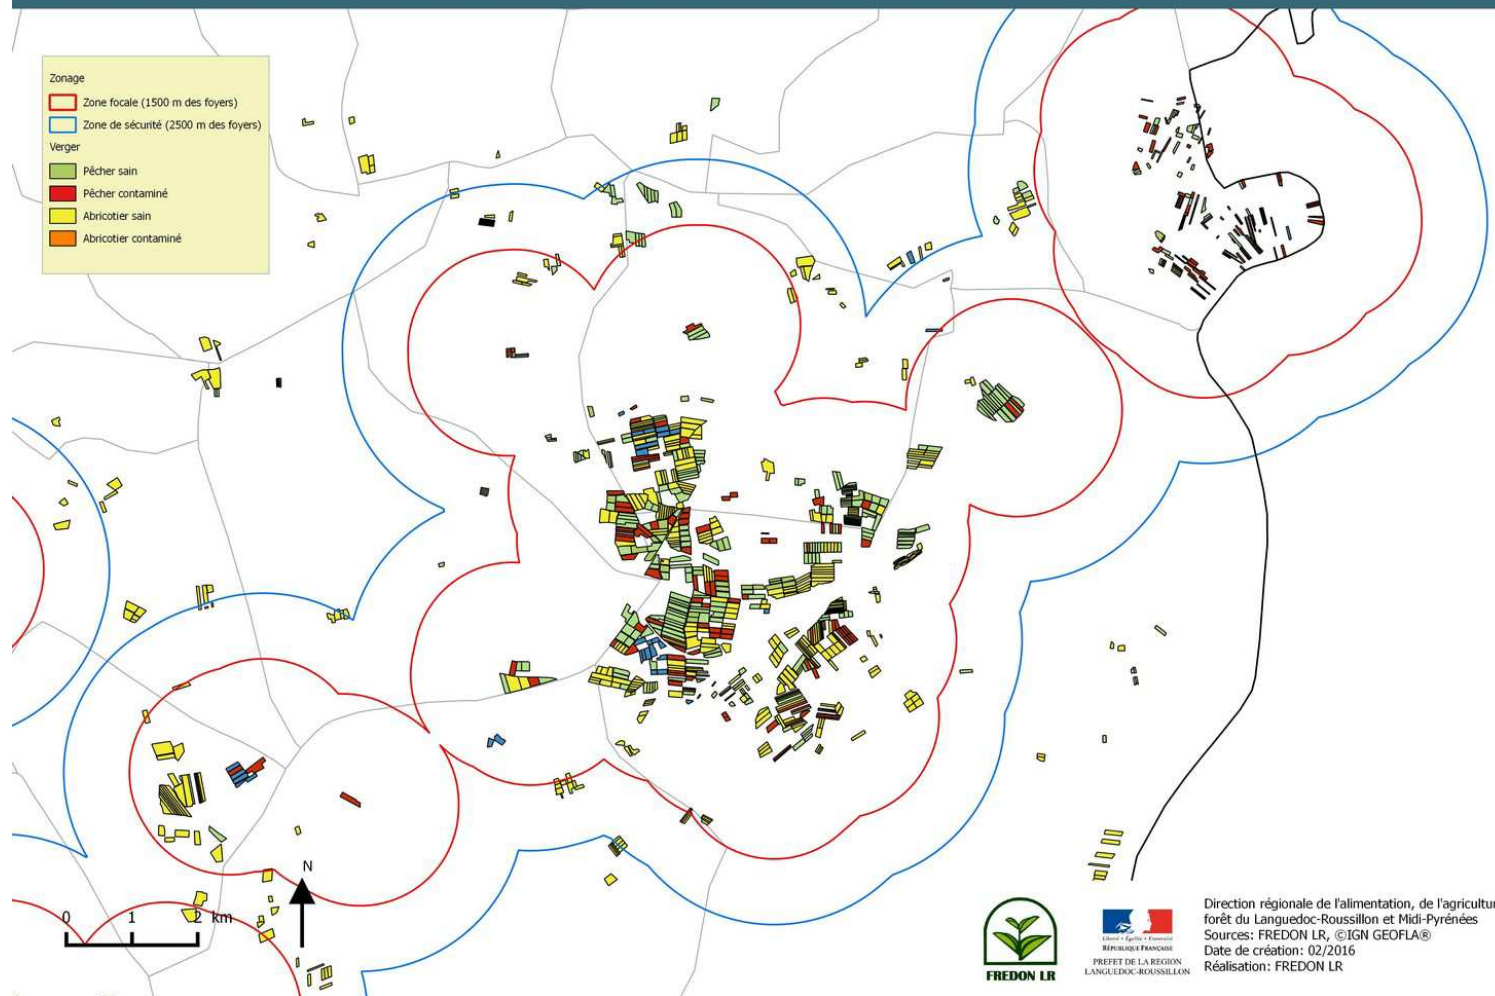 Zonage
Zone focale (1500 m des foyers)
Zone de sécurité (2500 m des foyers)
Verger
Pêcher sain
Pêcher contaminé
Abricotier sain
Abricotier contaminé
N
0 1 2 km
FREDON LR
Liberté • Égalité • Fraternité
RÉPUBLIQUE FRANÇAISE
PREFET DE LA REGION
LANGUEDOC-ROUSSILLON
Direction régionale de l'alimentation, de l'agricultur
forêt du Languedoc-Roussillon et Midi-Pyrénées
Sources: FREDON LR, ©IGN GEOFLA®
Date de création: 02/2016
Réalisation: FREDON LR